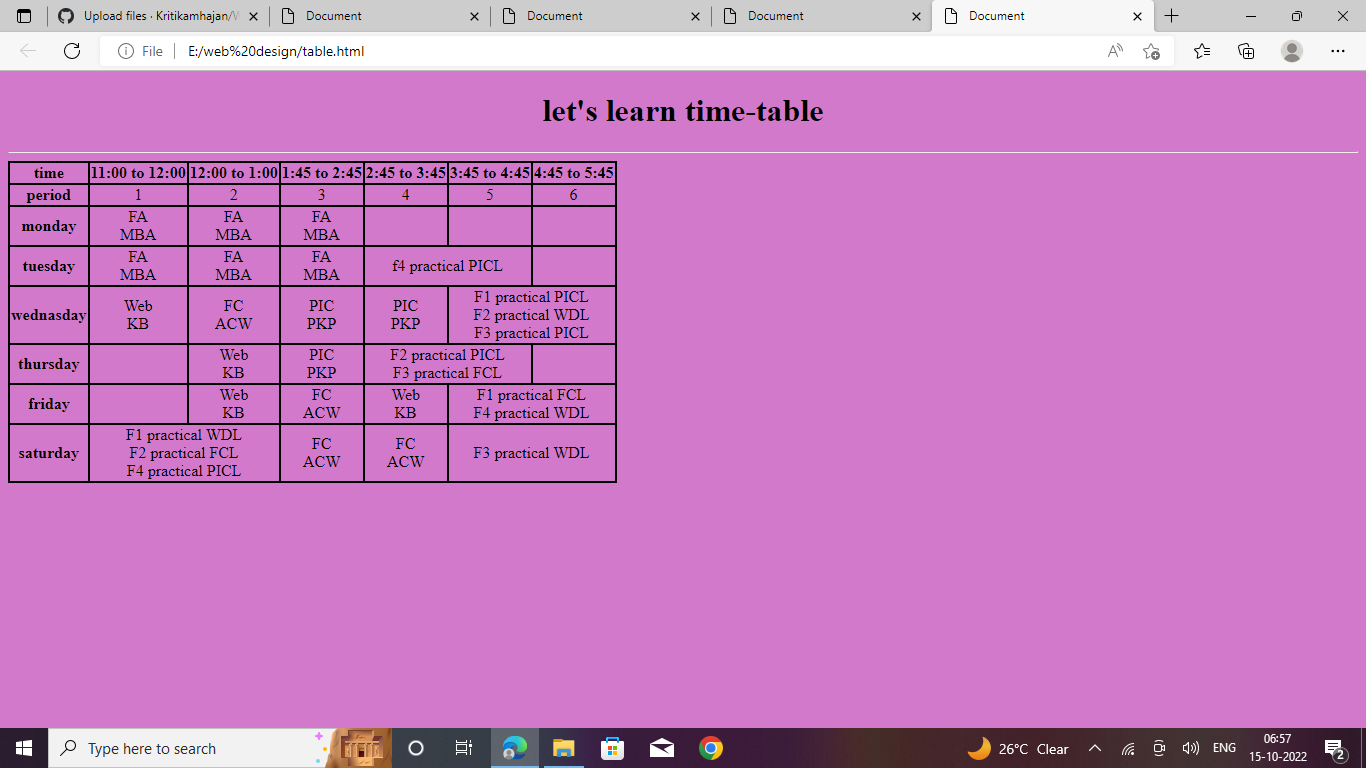 Upload files · Kritikamhajan/W
Document
Document
Document
Document
File
E:/web%20design/table.html
let's learn time-table
time 11:00 to 12:00 12:00 to 1:00 1:45 to 2:45 2:45 to 3:45 3:45 to 4:45 4:45 to 5:45
period 1 2 3 4 5 6
monday FA FA FA
MBA MBA MBA
tuesday FA FA FA f4 practical PICL
MBA MBA MBA
wednasday Web FC PIC PIC F1 practical PICL
KB ACW PKP PKP F2 practical WDL
F3 practical PICL
thursday Web PIC F2 practical PICL
KB PKP F3 practical FCL
friday Web FC Web F1 practical FCL
KB ACW KB F4 practical WDL
saturday F1 practical WDL FC FC F3 practical WDL
F2 practical FCL ACW ACW
F4 practical PICL
Type here to search
26°C Clear
ENG
06:57
15-10-2022
2